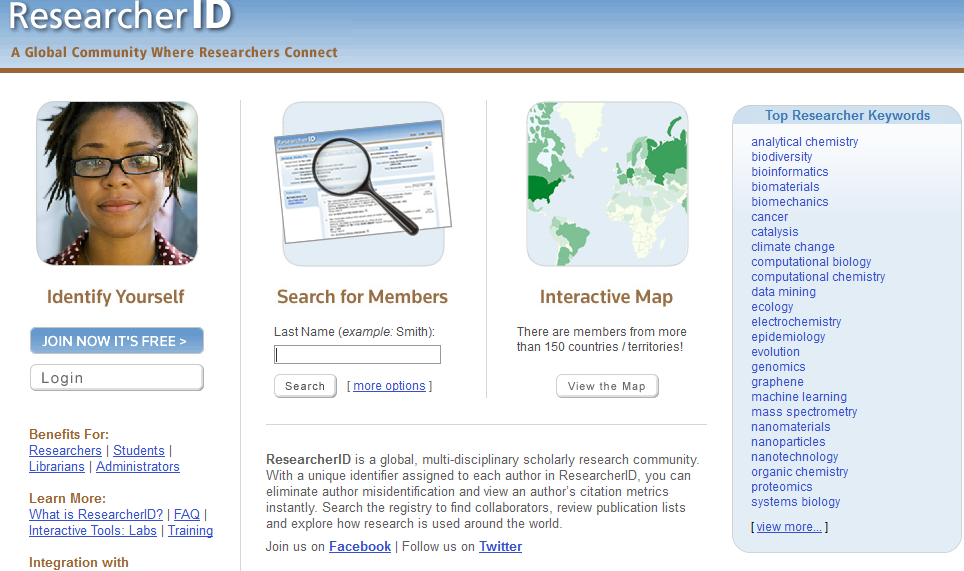 ResearcherID
A Global Community Where Researchers Connect
Identify Yourself
JOIN NOW IT'S FREE >
Login
Benefits For:
Researchers | Students |
Librarians | Administrators
Learn More:
What is ResearcherID? | FAQ |
Interactive Tools: Labs | Training
Integration with
ResearcherID
Search for Members
Last Name (example: Smith):
Search [ more options ]
Interactive Map
There are members from more
than 150 countries / territories!
View the Map
ResearcherID is a global, multi-disciplinary scholarly research community.
With a unique identifier assigned to each author in ResearcherID, you can
eliminate author misidentification and view an author's citation metrics
instantly. Search the registry to find collaborators, review publication lists
and explore how research is used around the world.
Join us on Facebook | Follow us on Twitter
Top Researcher Keywords
analytical chemistry
biodiversity
bioinformatics
biomaterials
biomechanics
cancer
catalysis
climate change
computational biology
computational chemistry
data mining
ecology
electrochemistry
epidemiology
evolution
genomics
graphene
machine learning
mass spectrometry
nanomaterials
nanoparticles
nanotechnology
organic chemistry
proteomics
systems biology
[ view more... ]